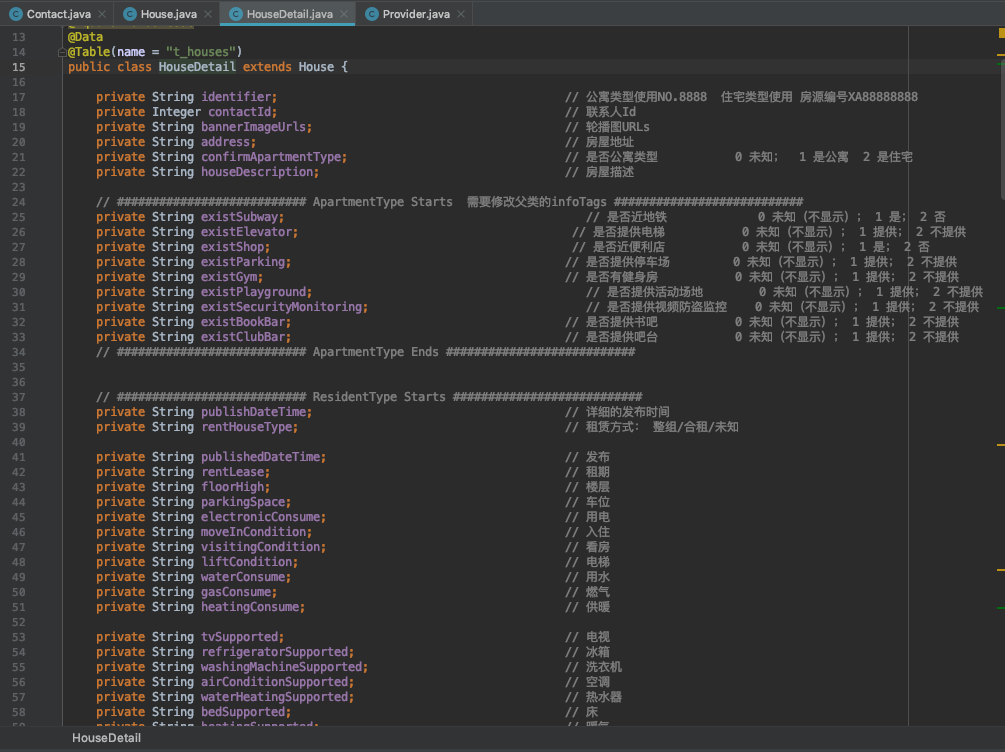 Contact.java
House.java
HouseDetail.java
Provider.java
13 @Data
14 @Table(name = "t_houses")
15 public class HouseDetail extends House {
16
17 private String identifier; // 公寓类型使用NO.8888 住宅类型使用 房源编号XA88888888
18 private Integer contactId; // 联系人Id
19 private String bannerImageUrls; // 轮播图URLs
20 private String address; // 房屋地址
21 private String confirmApartmentType; // 是否公寓类型 0 未知; 1 是公寓 2 是住宅
22 private String houseDescription; // 房屋描述
23
24 // ########################### ApartmentType Starts 需要修改父类的infoTags ###########################
25 private String existSubway; // 是否近地铁 0 未知（不显示）; 1 是; 2 否
26 private String existElevator; // 是否提供电梯 0 未知（不显示）; 1 提供; 2 不提供
27 private String existShop; // 是否近便利店 0 未知（不显示）; 1 是; 2 否
28 private String existParking; // 是否提供停车场 0 未知（不显示）; 1 提供; 2 不提供
29 private String existGym; // 是否有健身房 0 未知（不显示）; 1 提供; 2 不提供
30 private String existPlayground; // 是否提供活动场地 0 未知（不显示）; 1 提供; 2 不提供
31 private String existSecurityMonitoring; // 是否提供视频防盗监控 0 未知（不显示）; 1 提供; 2 不提供
32 private String existBookBar; // 是否提供书吧 0 未知（不显示）; 1 提供; 2 不提供
33 private String existClubBar; // 是否提供吧台 0 未知（不显示）; 1 提供; 2 不提供
34 // ########################### ApartmentType Ends ###########################
35
36
37 // ########################### ResidentType Starts ###########################
38 private String publishDateTime; // 详细的发布时间
39 private String rentHouseType; // 租赁方式: 整组/合租/未知
40
41 private String publishedDateTime; // 发布
42 private String rentLease; // 租期
43 private String floorHigh; // 楼层
44 private String parkingSpace; // 车位
45 private String electronicConsume; // 用电
46 private String moveInCondition; // 入住
47 private String visitingCondition; // 看房
48 private String liftCondition; // 电梯
49 private String waterConsume; // 用水
50 private String gasConsume; // 燃气
51 private String heatingConsume; // 供暖
52
53 private String tvSupported; // 电视
54 private String refrigeratorSupported; // 冰箱
55 private String washingMachineSupported; // 洗衣机
56 private String airConditionSupported; // 空调
57 private String waterHeatingSupported; // 热水器
58 private String bedSupported; // 床
HouseDetail